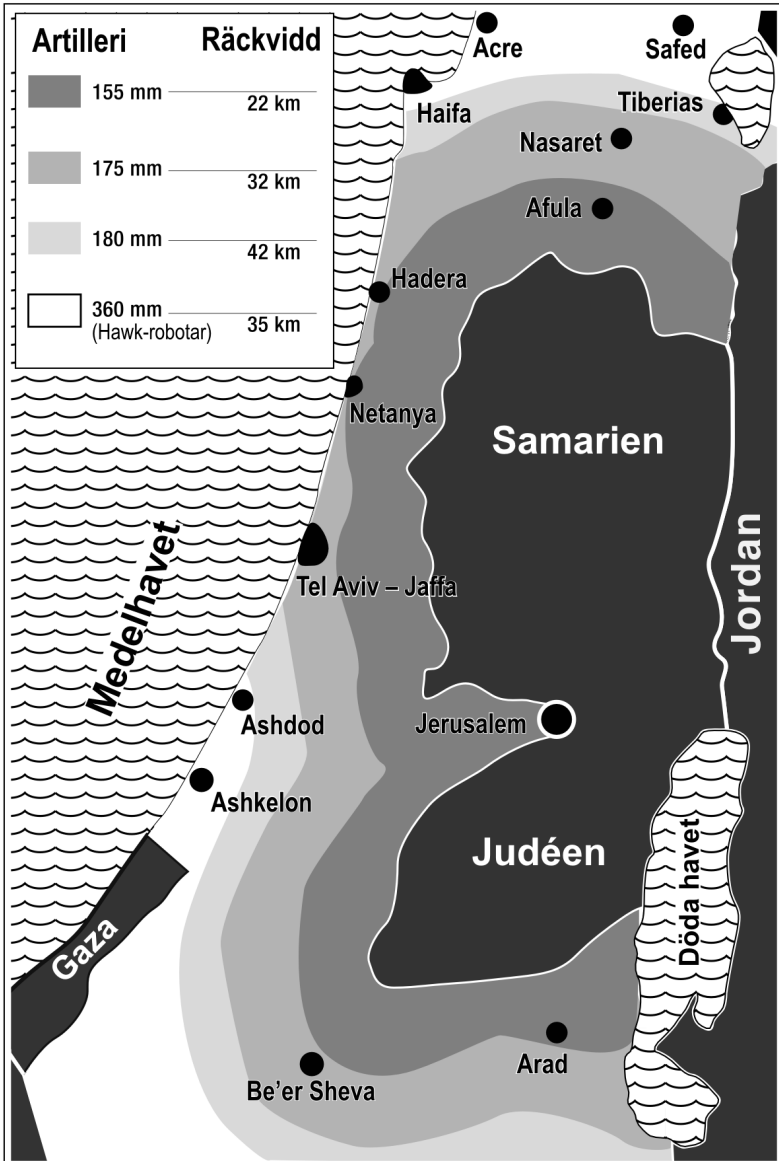 Artilleri Räckvidd
155 mm 22 km
175 mm 32 km
180 mm 42 km
360 mm 35 km
(Hawk-robotar)
Acre
Safed
Haifa
Tiberias
Nasaret
Afula
Hadera
Netanya
Samarien
Medelhavet
Jordan
Tel Aviv – Jaffa
Ashdod
Jerusalem
Ashkelon
Judéen
Döda havet
Gaza
Arad
Be'er Sheva